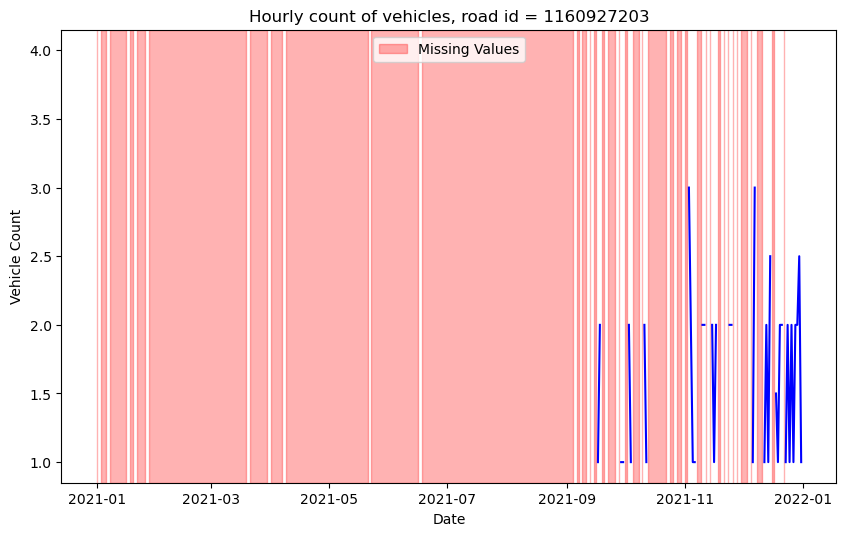 Hourly count of vehicles, road id = 1160927203
Missing Values
4.0
3.5
3.0
2.5
2.0
1.5
1.0
Vehicle Count
2021-01 2021-03 2021-05 2021-07 2021-09 2021-11 2022-01
Date